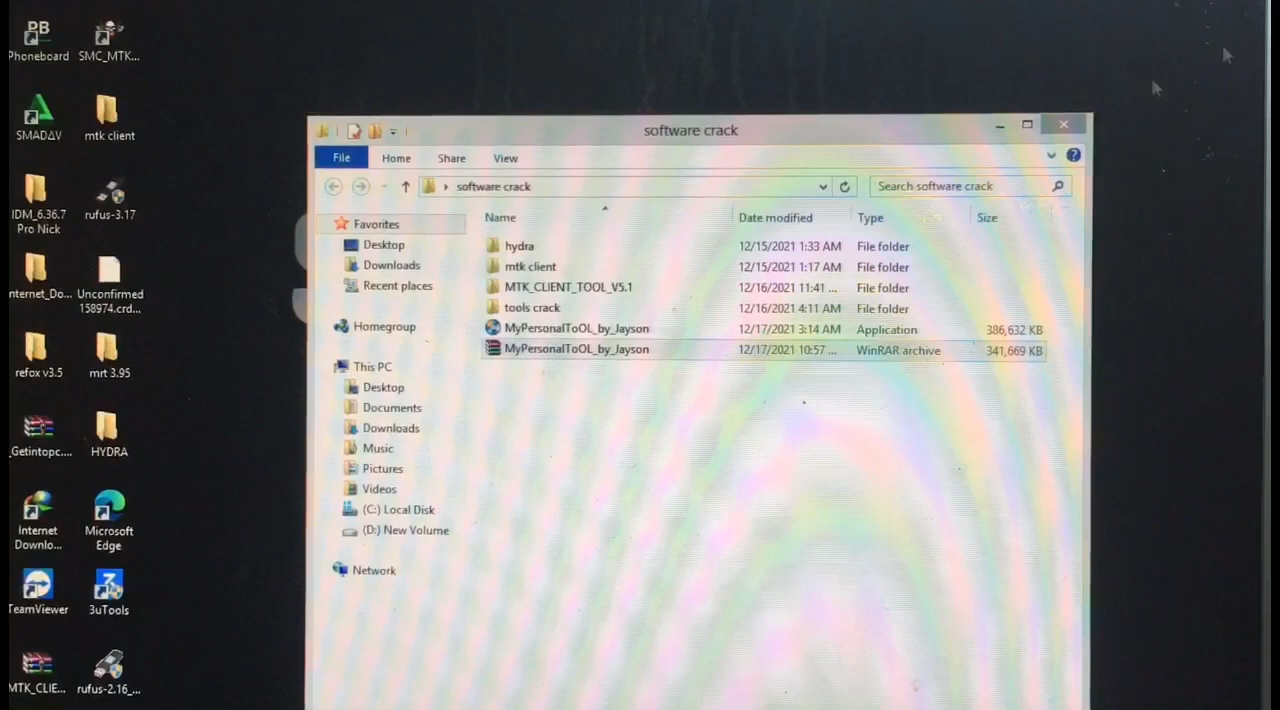 Phoneboard
SMC_MTK...
SMADAV
mtk client
IDM_6.36.7
Pro Nick
rufus-3.17
nternet_Do...
Unconfirmed
158974.crd...
refox v3.5
mrt 3.95
_Getintopc....
HYDRA
Internet
Downlo...
Microsoft
Edge
TeamViewer
3uTools
MTK_CLIE...
rufus-2.16_...
software crack
File
Home
Share
View
software crack
Search software crack
Name
Date modified
Type
Size
hydra
12/15/2021 1:33 AM
File folder
mtk client
12/15/2021 1:17 AM
File folder
MTK_CLIENT_TOOL_V5.1
12/16/2021 11:41 ...
File folder
tools crack
12/16/2021 4:11 AM
File folder
MyPersonalToOL_by_Jayson
12/17/2021 3:14 AM
Application
386,632 KB
MyPersonalToOL_by_Jayson
12/17/2021 10:57 ...
WinRAR archive
341,669 KB
Favorites
Desktop
Downloads
Recent places
Homegroup
This PC
Desktop
Documents
Downloads
Music
Pictures
Videos
(C:) Local Disk
(D:) New Volume
Network